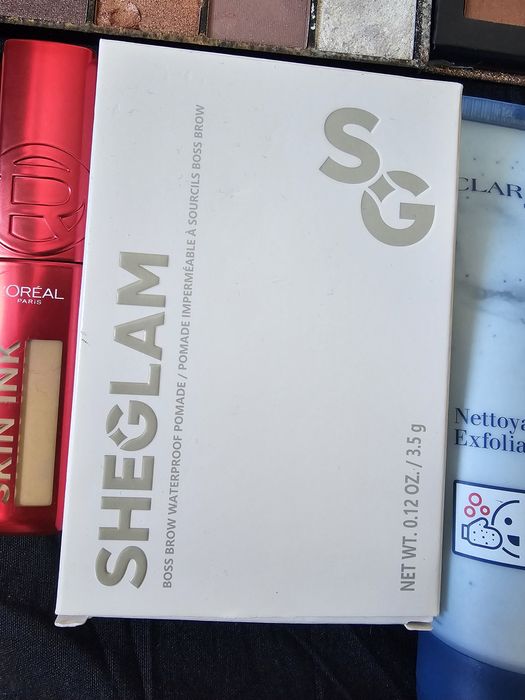 SG
SHEGLAM
BOSS BROW WATERPROOF POMADE / POMADE IMPERMÉABLE À SOURCILS BOSS BROW
NET WT. 0.12 OZ. / 3.5 g
L'ORÉAL
PARIS
SKIN INK
CLAR
Nettoya
Exfolia